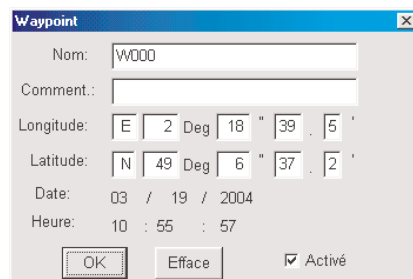 Waypoint
Nom: W000
Comment.:
Longitude: E 2 Deg 18 " 39 . 5 '
Latitude: N 49 Deg 6 " 37 . 2 '
Date: 03 / 19 / 2004
Heure: 10 : 55 : 57
OK Efface Activé